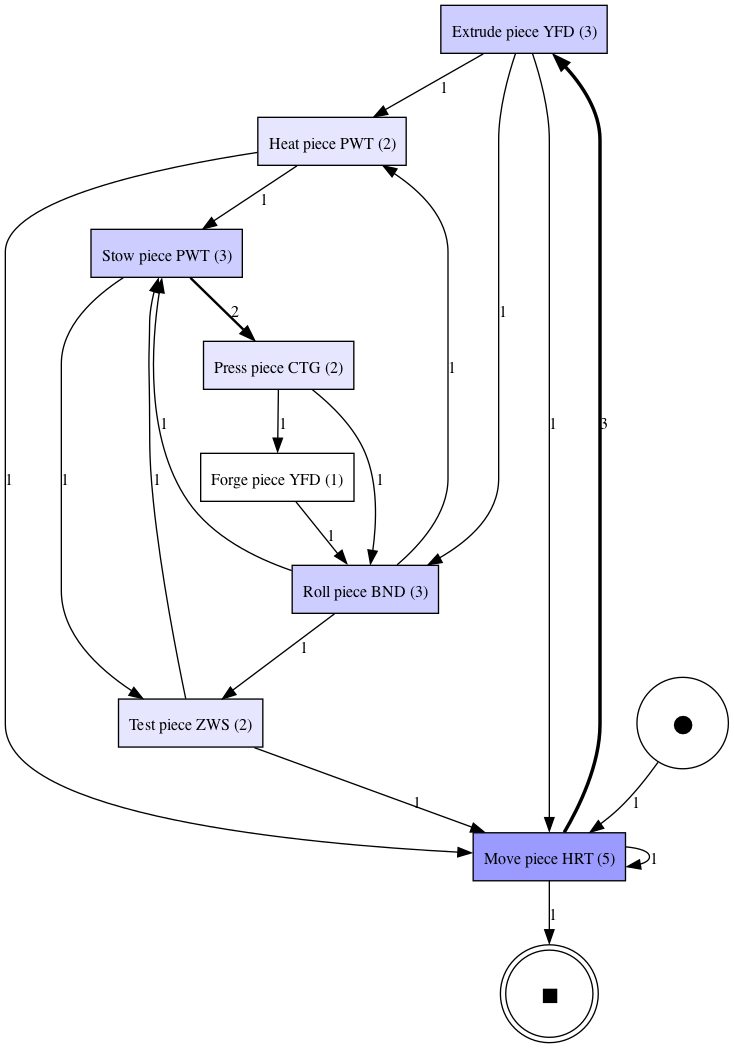 Extrude piece YFD (3)
1
Heat piece PWT (2)
1
Stow piece PWT (3)
2
1
Press piece CTG (2)
1
1
1
3
1
1
1
1
1
1
Forge piece YFD (1)
1
Roll piece BND (3)
1
Test piece ZWS (2)
1
1
Move piece HRT (5)
1
1